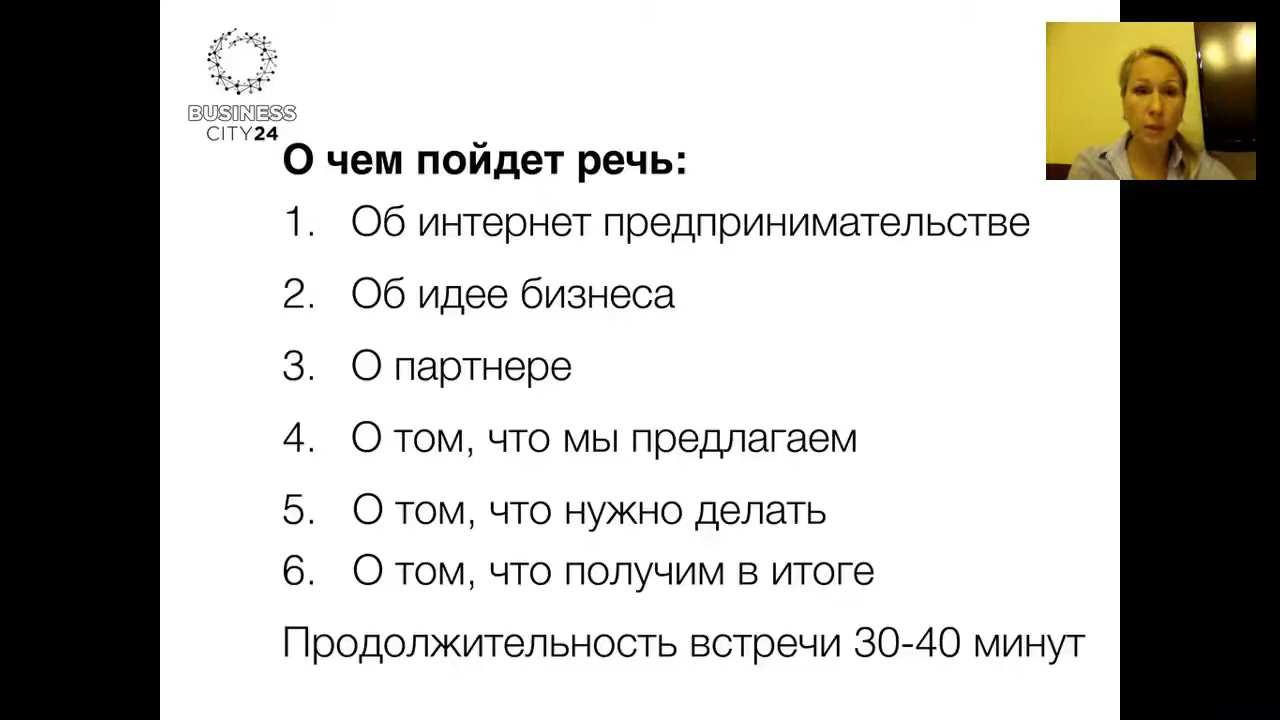 BUSINESS
CITY24
О чем пойдет речь:
1. Об интернет предпринимательстве
2. Об идее бизнеса
3. О партнере
4. О том, что мы предлагаем
5. О том, что нужно делать
6. О том, что получим в итоге
Продолжительность встречи 30-40 минут